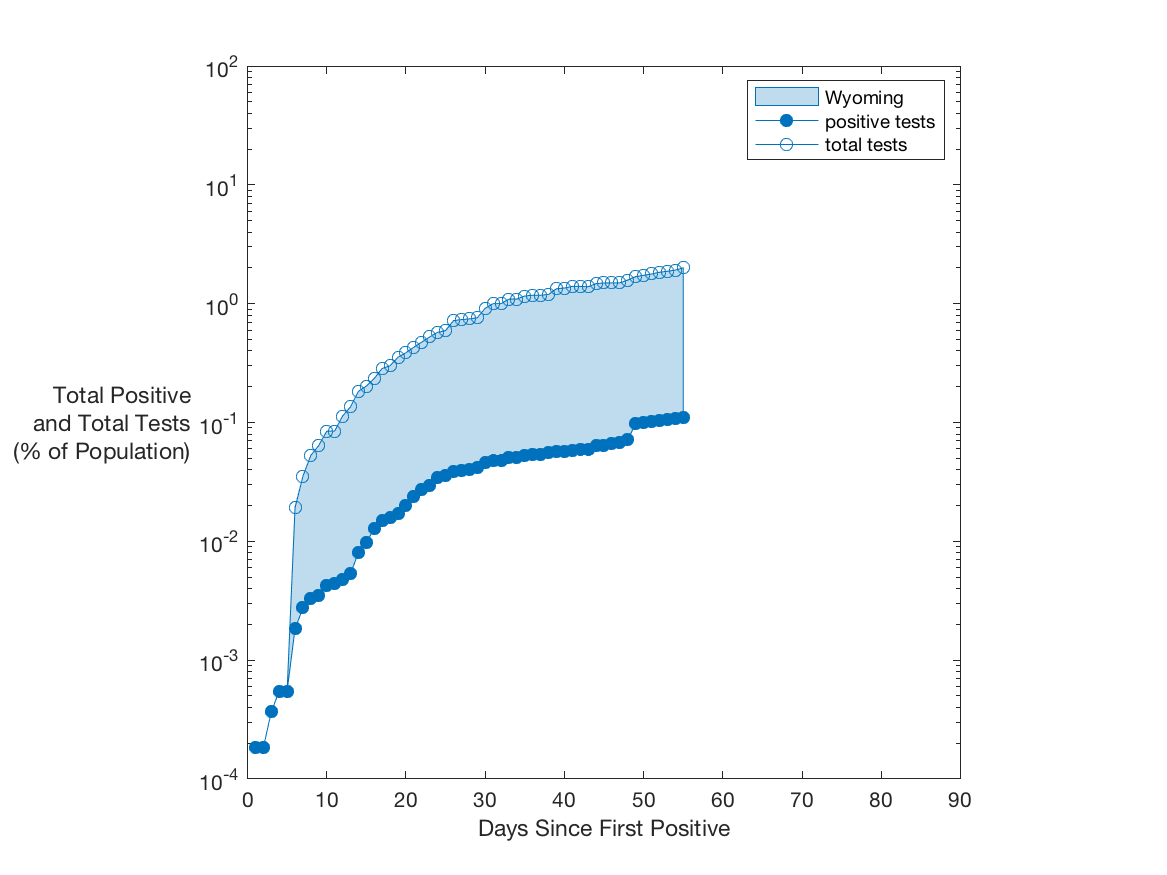 10^2
10^1
10^0
10^-1
10^-2
10^-3
10^-4
Total Positive
and Total Tests
(% of Population)
Wyoming
positive tests
total tests
0 10 20 30 40 50 60 70 80 90
Days Since First Positive